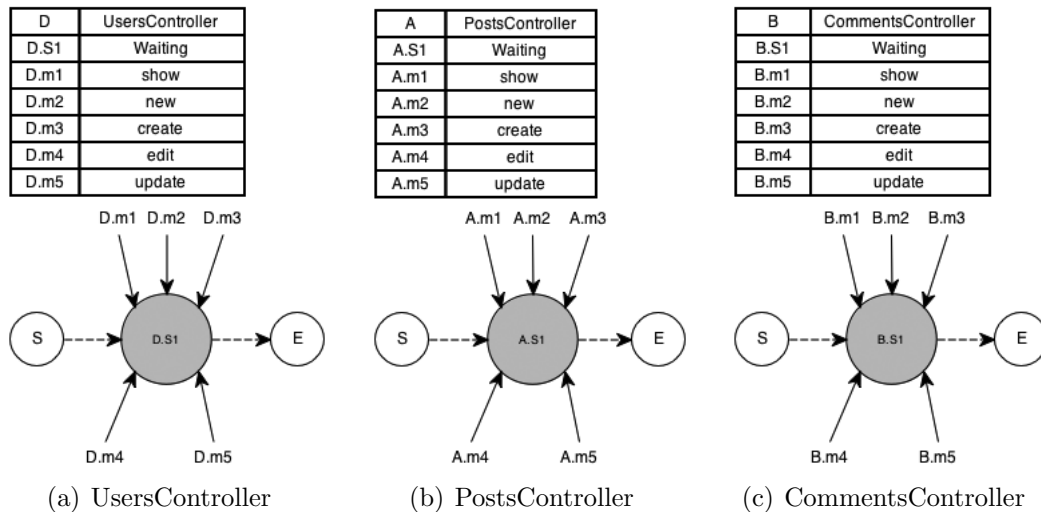 D UsersController
D.S1 Waiting
D.m1 show
D.m2 new
D.m3 create
D.m4 edit
D.m5 update
D.m1 D.m2 D.m3
S D.S1 E
D.m4 D.m5
(a) UsersController
A PostsController
A.S1 Waiting
A.m1 show
A.m2 new
A.m3 create
A.m4 edit
A.m5 update
A.m1 A.m2 A.m3
S A.S1 E
A.m4 A.m5
(b) PostsController
B CommentsController
B.S1 Waiting
B.m1 show
B.m2 new
B.m3 create
B.m4 edit
B.m5 update
B.m1 B.m2 B.m3
S B.S1 E
B.m4 B.m5
(c) CommentsController